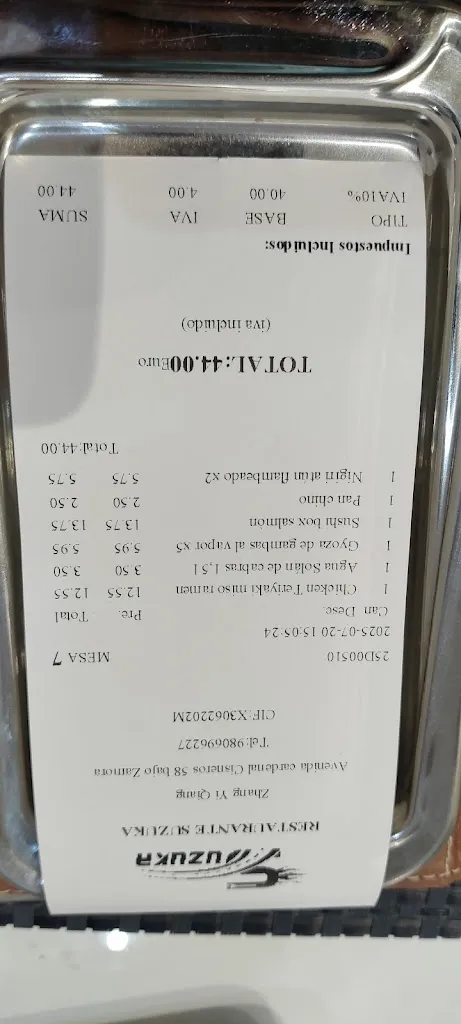 SUZUKA
RESTAURANTE SUZUKA
Zhang Yi Qiang
Avenida cardenal Cisneros 58 bajo Zamora
Tel: 980696227
CIF:X3062202M
25D00510 MESA 7
2025-07-20 15:05:24
Can Desc. Pre. Total
1 Chicken Teriyaki miso ramen 12.55 12.55
1 Agua Solán de cabras 1,5 l 3.50 3.50
1 Gyoza de gambas al vapor x5 5.95 5.95
1 Sushi box salmón 13.75 13.75
1 Pan chino 2.50 2.50
1 Nigiri atún flambeado x2 5.75 5.75
Total:44.00
TOTAL:44.00Euro
(iva incluido)
Impuestos Incluidos:
TIPO BASE IVA SUMA
IVA10% 40.00 4.00 44.00